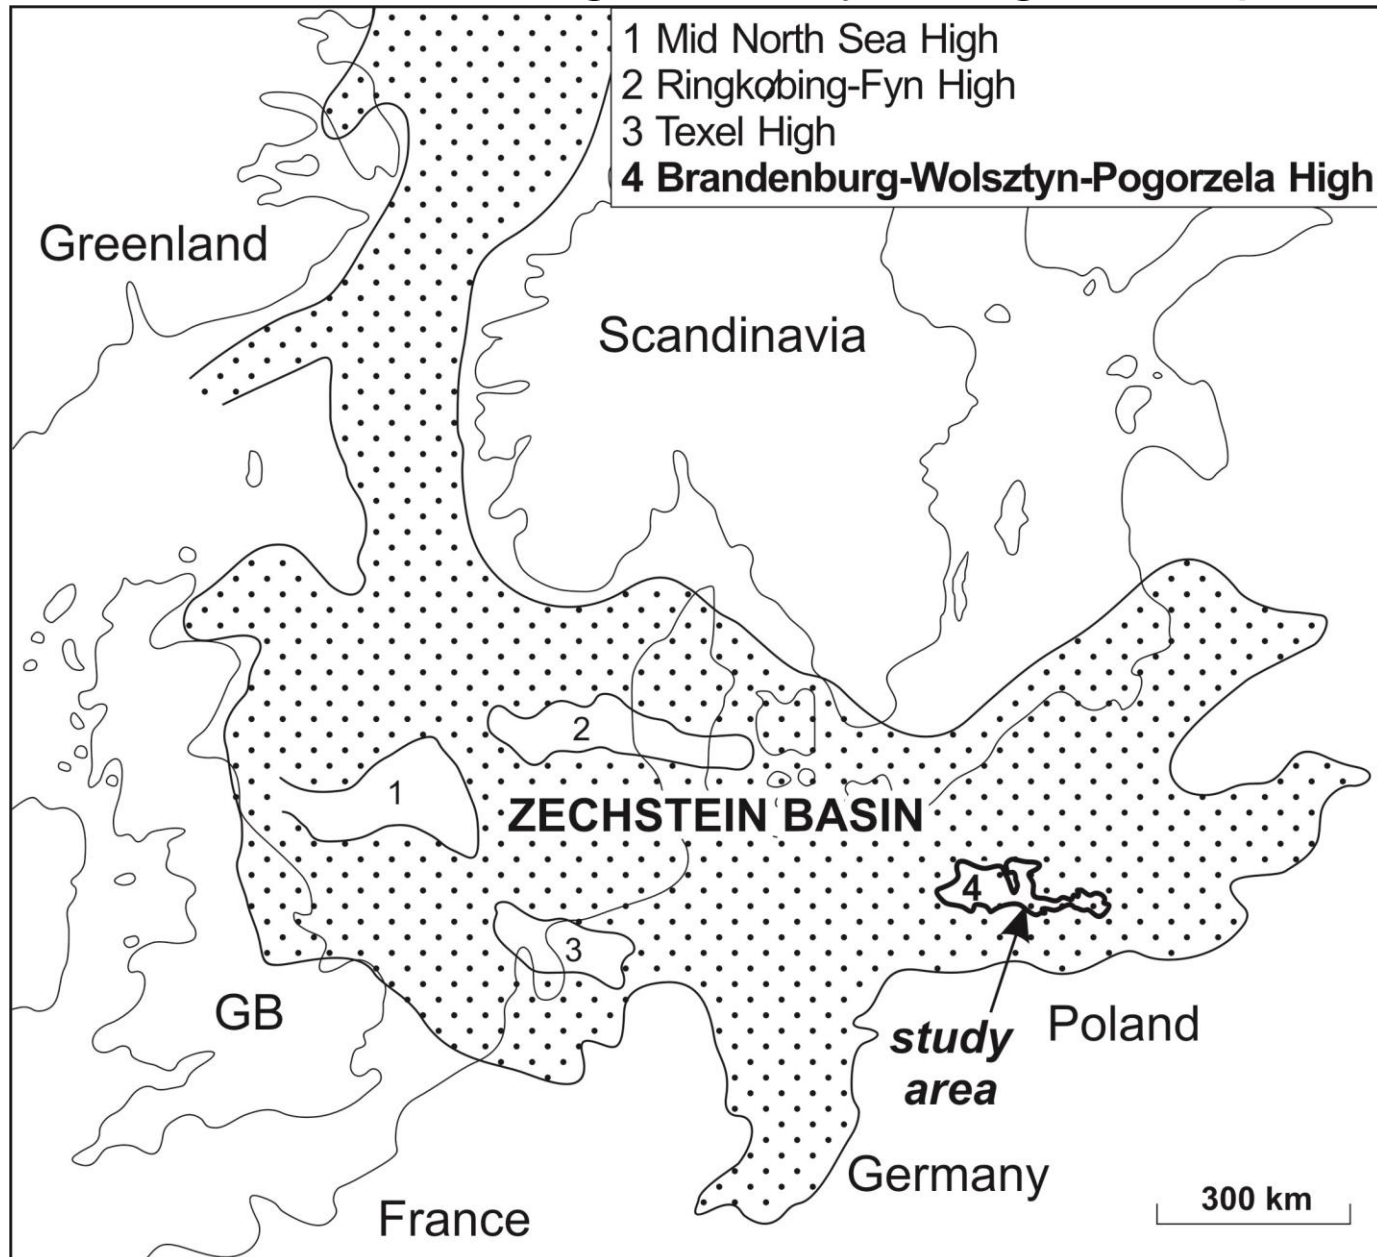 1 Mid North Sea High
2 Ringkøbing-Fyn High
3 Texel High
4 Brandenburg-Wolsztyn-Pogorzela High
Greenland
Scandinavia
2
1
ZECHSTEIN BASIN
4
3
GB
study
area
Poland
Germany
300 km
France